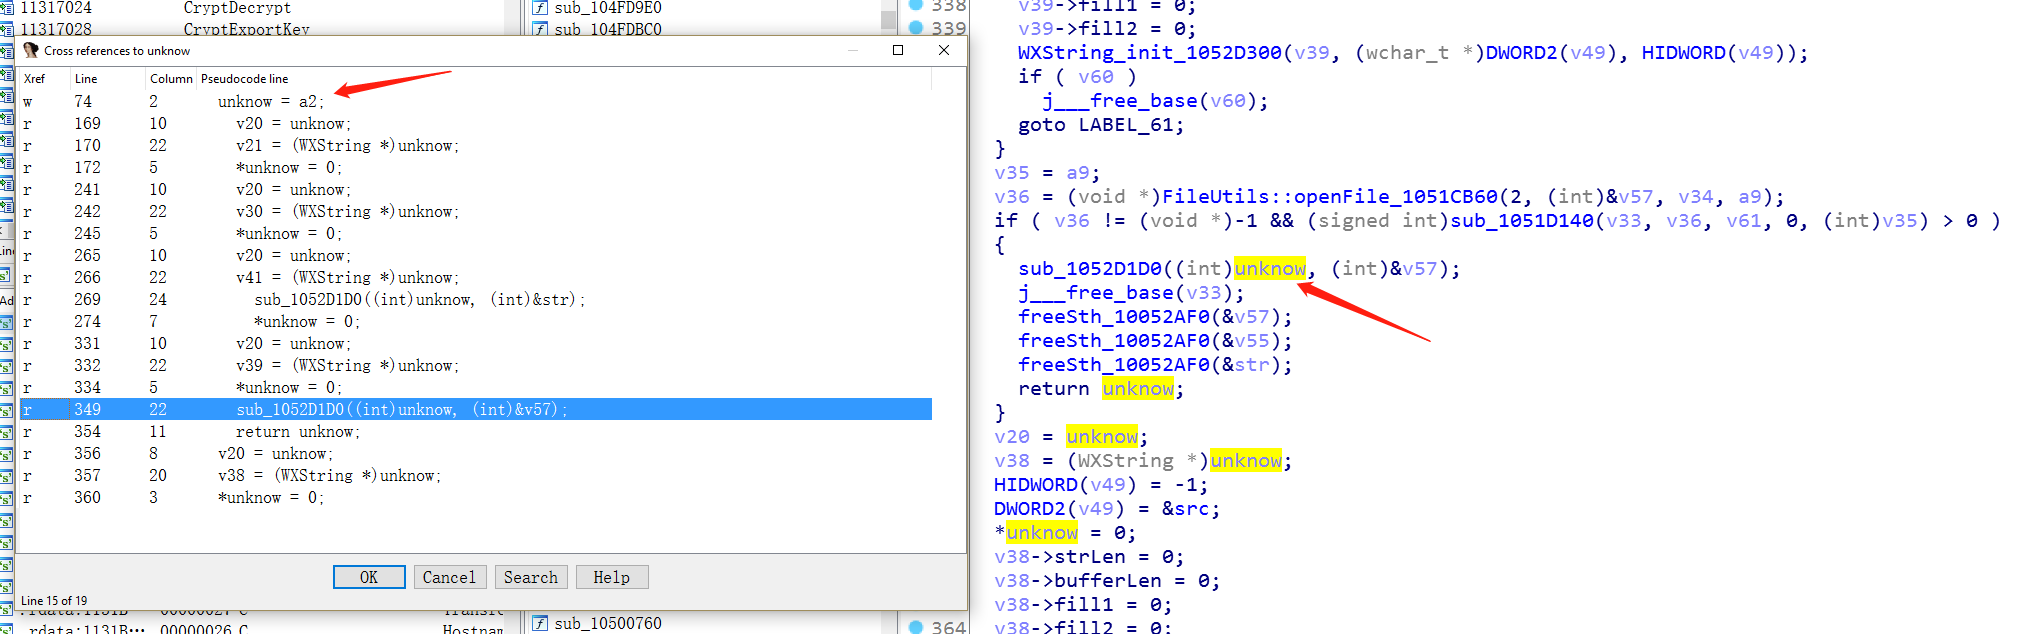 11317024 CryptDecrypt
11317028 CryptExportKey
sub_104FD9E0
sub_104FDBC0
338
339
Cross references to unknow
Xref Line Column Pseudocode line
w 74 2 unknow = a2;
r 169 10 v20 = unknow;
r 170 22 v21 = (WXString *)unknow;
r 172 5 *unknow = 0;
r 241 10 v20 = unknow;
r 242 22 v30 = (WXString *)unknow;
r 245 5 *unknow = 0;
r 265 10 v20 = unknow;
r 266 22 v41 = (WXString *)unknow;
r 269 24 sub_1052D1D0((int)unknow, (int)&str);
r 274 7 *unknow = 0;
r 331 10 v20 = unknow;
r 332 22 v39 = (WXString *)unknow;
r 334 5 *unknow = 0;
r 349 22 sub_1052D1D0((int)unknow, (int)&v57);
r 354 11 return unknow;
r 356 8 v20 = unknow;
r 357 20 v38 = (WXString *)unknow;
r 360 3 *unknow = 0;
OK Cancel Search Help
Line 15 of 19
.rdata:1131B… 00000026 C Hostnam
sub_10500760
364
v39->fill1 = 0;
v39->fill2 = 0;
WXString_init_1052D300(v39, (wchar_t *)DWORD2(v49), HIDWORD(v49));
if ( v60 )
j___free_base(v60);
goto LABEL_61;
}
v35 = a9;
v36 = (void *)FileUtils::openFile_1051CB60(2, (int)&v57, v34, a9);
if ( v36 != (void *)-1 && (signed int)sub_1051D140(v33, v36, v61, 0, (int)v35) > 0 )
{
sub_1052D1D0((int)unknow, (int)&v57);
j___free_base(v33);
freeSth_10052AF0(&v57);
freeSth_10052AF0(&v55);
freeSth_10052AF0(&str);
return unknow;
}
v20 = unknow;
v38 = (WXString *)unknow;
HIDWORD(v49) = -1;
DWORD2(v49) = &src;
*unknow = 0;
v38->strLen = 0;
v38->bufferLen = 0;
v38->fill1 = 0;
v38->fill2 = 0;